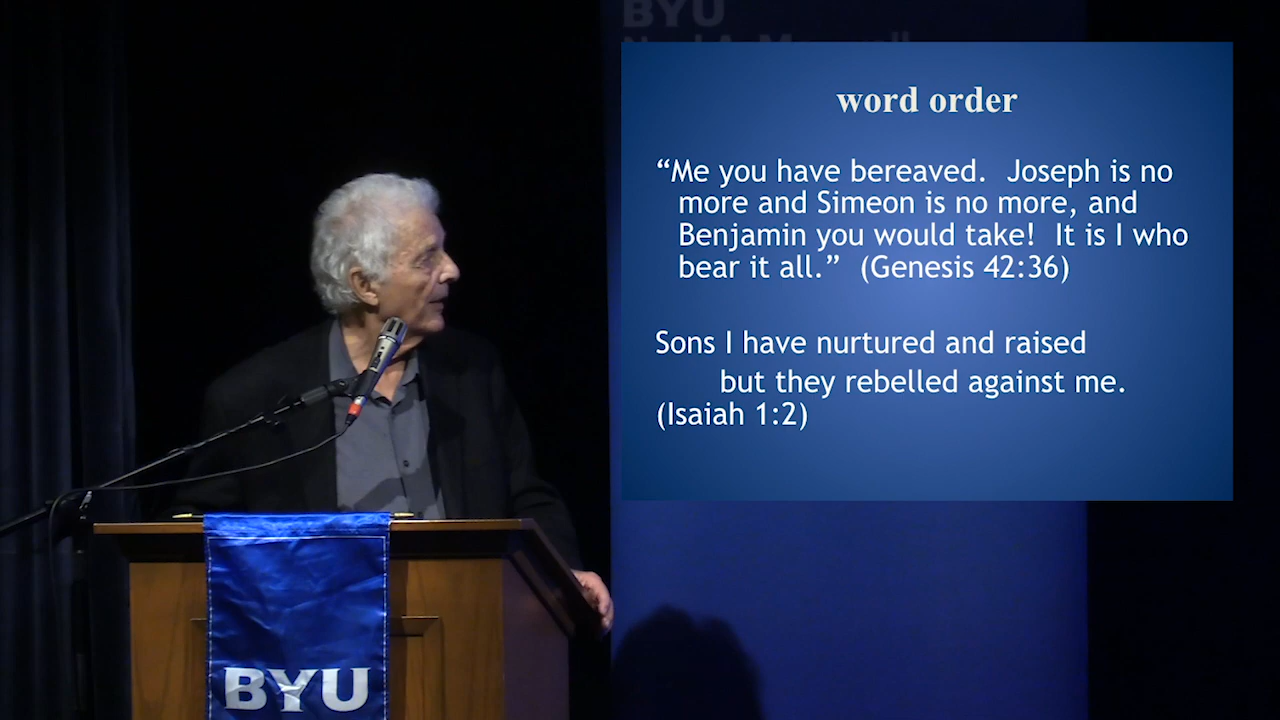 BYU
word order
“Me you have bereaved. Joseph is no
more and Simeon is no more, and
Benjamin you would take! It is I who
bear it all.” (Genesis 42:36)
Sons I have nurtured and raised
but they rebelled against me.
(Isaiah 1:2)
BYU